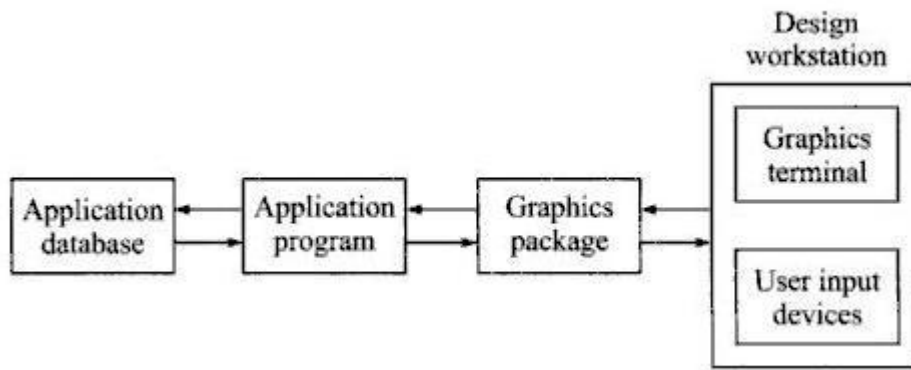 Design
workstation
Graphics
terminal
Application
database
Application
program
Graphics
package
User input
devices